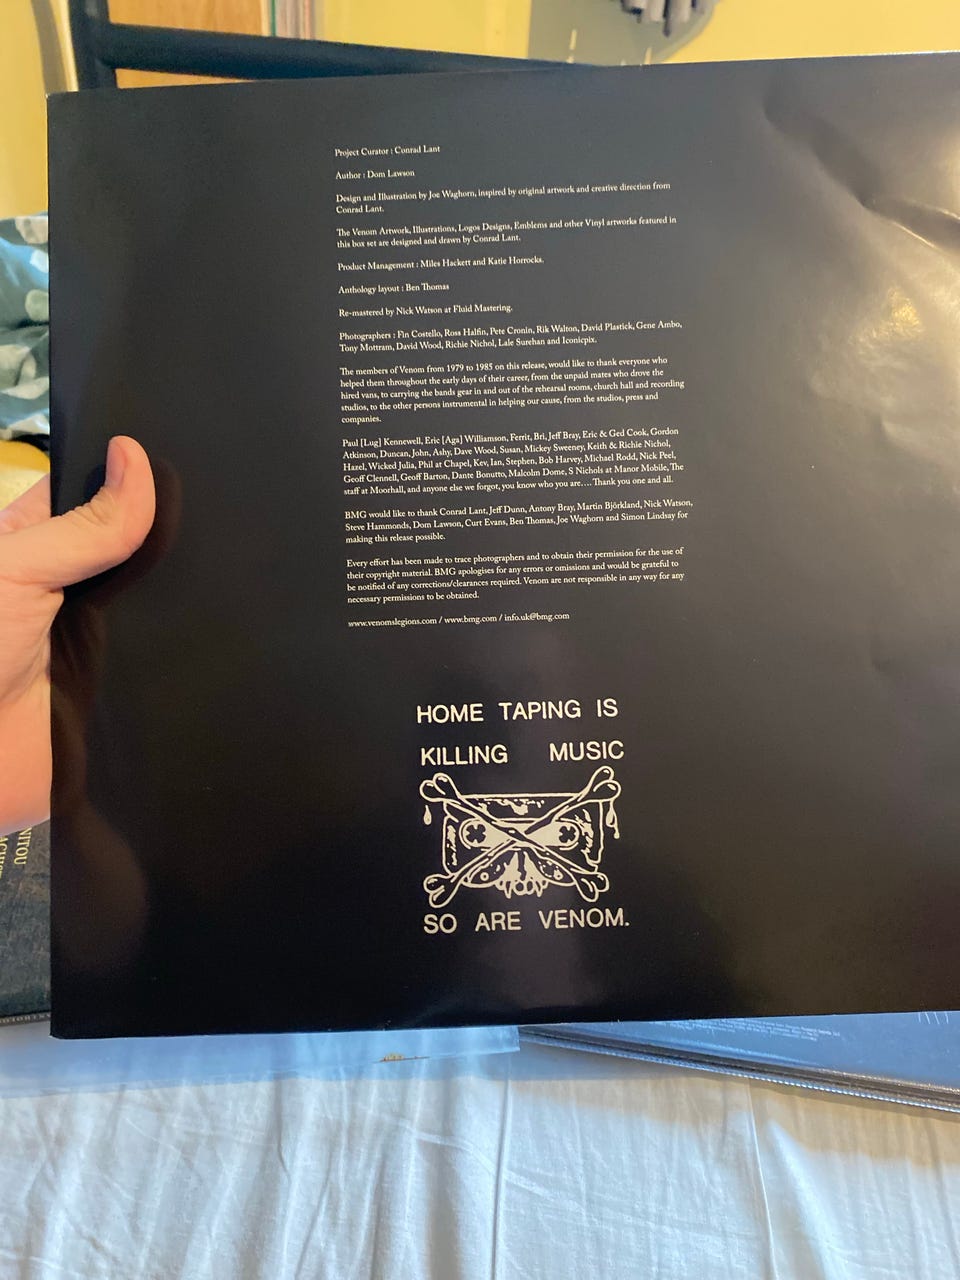 Project Curator : Conrad Lant
Author : Dom Lawson
Design and Illustration by Joe Waghorn, inspired by original artwork and creative direction from
Conrad Lant.
The Venom Artwork, Illustrations, Logos Designs, Emblems and other Vinyl artworks featured in
this box set are designed and drawn by Conrad Lant.
Product Management : Miles Hackett and Katie Horrocks.
Anthology layout : Ben Thomas
Re-mastered by Nick Watson at Fluid Mastering.
Photographers : Fin Costello, Ross Halfin, Pete Cronin, Rik Walton, David Plastick, Gene Ambo,
Tony Mottram, David Wood, Richie Nichol, Lale Surehan and Iconicpix.
The members of Venom from 1979 to 1985 on this release, would like to thank everyone who
helped them throughout the early days of their career, from the unpaid mates who drove the
hired vans, to carrying the bands gear in and out of the rehearsal rooms, church hall and recording
studios, to the other persons instrumental in helping our cause, from the studios, press and
companies.
Paul [Lug] Kennewell, Eric [Aga] Williamson, Ferrit, Bri, Jeff Bray, Eric & Ged Cook, Gordon
Atkinson, Duncan, John, Ashy, Dave Wood, Susan, Mickey Sweeney, Keith & Richie Nichol,
Hazel, Wicked Julia, Phil at Chapel, Kev, Ian, Stephen, Bob Harvey, Michael Rodd, Nick Peel,
Geoff Clennell, Geoff Barton, Dante Bonutto, Malcolm Dome, S Nichols at Manor Mobile, The
staff at Moorhall, and anyone else we forgot, you know who you are.... Thank you one and all.
BMG would like to thank Conrad Lant, Jeff Dunn, Antony Bray, Martin Björkland, Nick Watson,
Steve Hammonds, Dom Lawson, Curt Evans, Ben Thomas, Joe Waghorn and Simon Lindsay for
making this release possible.
Every effort has been made to trace photographers and to obtain their permission for the use of
their copyright material. BMG apologises for any errors or omissions and would be grateful to
be notified of any corrections/clearances required. Venom are not responsible in any way for any
necessary permissions to be obtained.
www.venomslegions.com / www.bmg.com / info.uk@bmg.com
HOME TAPING IS
KILLING MUSIC
SO ARE VENOM.